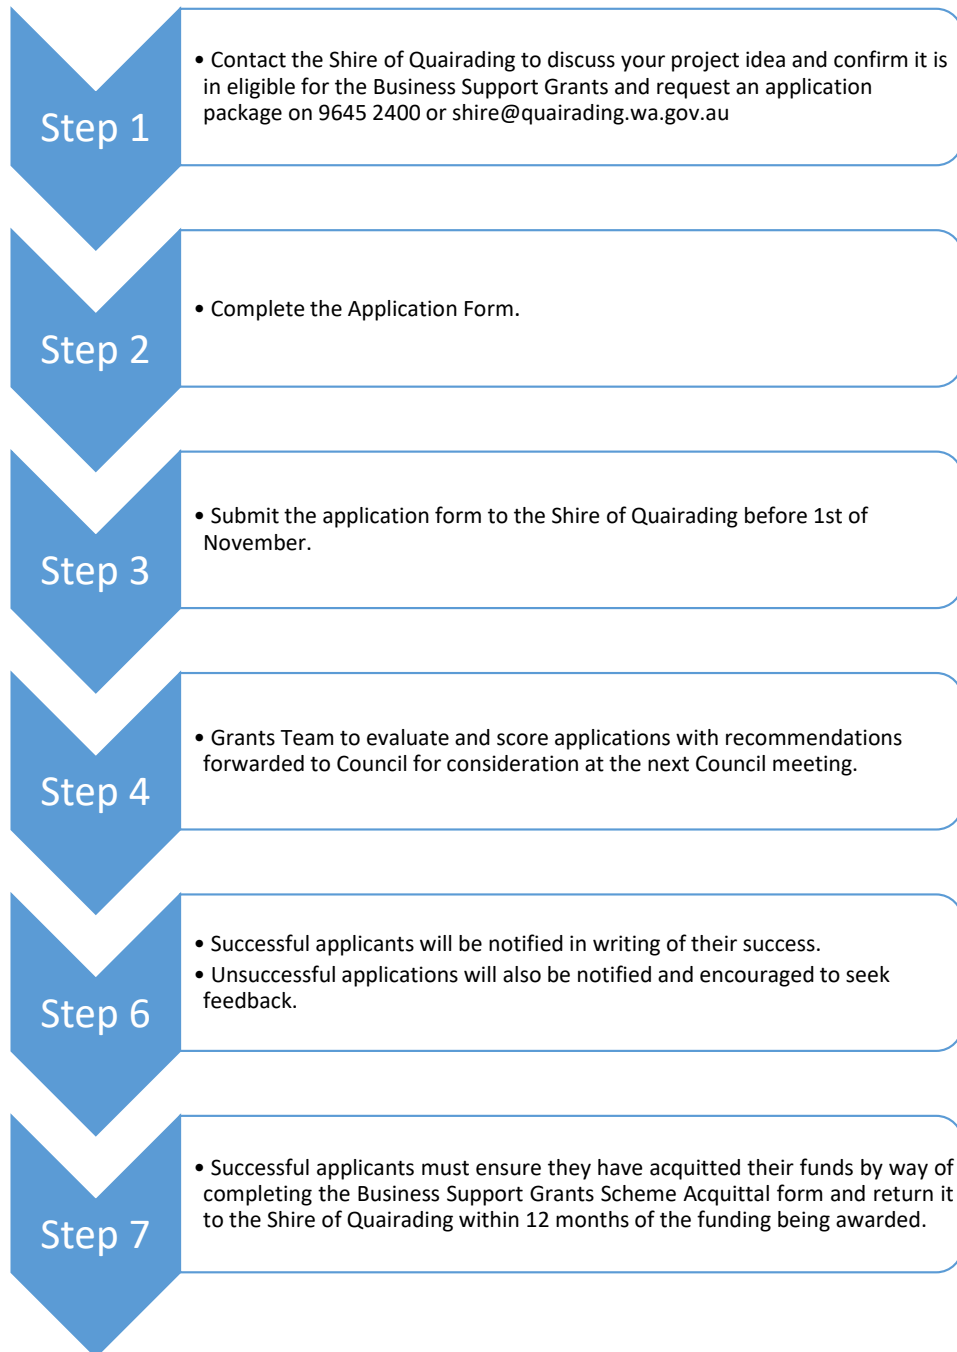 Step 1
• Contact the Shire of Quairading to discuss your project idea and confirm it is
in eligible for the Business Support Grants and request an application
package on 9645 2400 or shire@quairading.wa.gov.au
Step 2
• Complete the Application Form.
Step 3
• Submit the application form to the Shire of Quairading before 1st of
November.
Step 4
• Grants Team to evaluate and score applications with recommendations
forwarded to Council for consideration at the next Council meeting.
Step 6
• Successful applicants will be notified in writing of their success.
• Unsuccessful applications will also be notified and encouraged to seek
feedback.
Step 7
• Successful applicants must ensure they have acquitted their funds by way of
completing the Business Support Grants Scheme Acquittal form and return it
to the Shire of Quairading within 12 months of the funding being awarded.